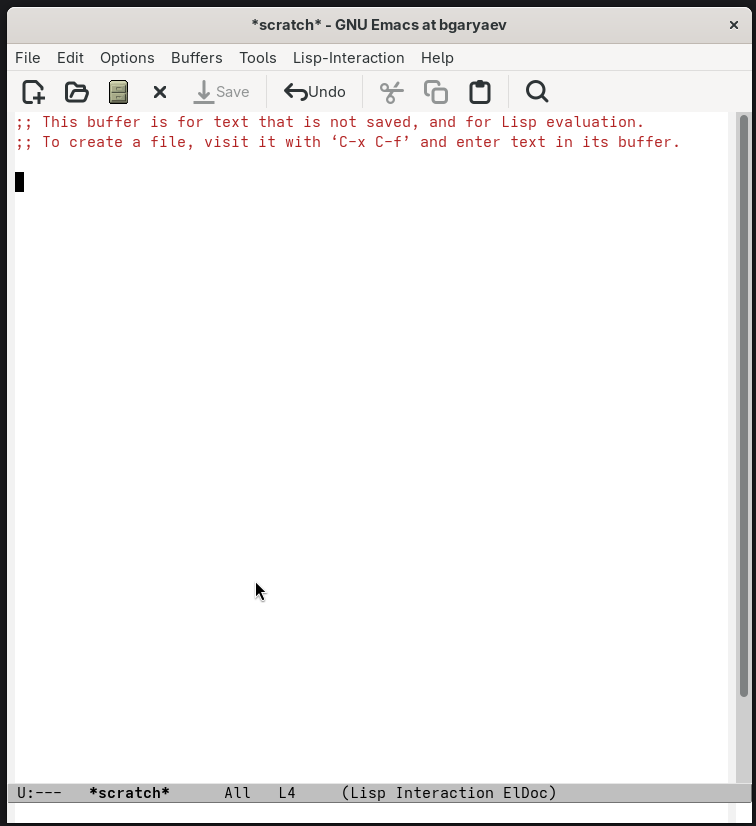 *scratch* - GNU Emacs at bgaryaev
File Edit Options Buffers Tools Lisp-Interaction Help
Save Undo
;; This buffer is for text that is not saved, and for Lisp evaluation.
;; To create a file, visit it with ‘C-x C-f’ and enter text in its buffer.
U:--- *scratch* All L4 (Lisp Interaction ElDoc)